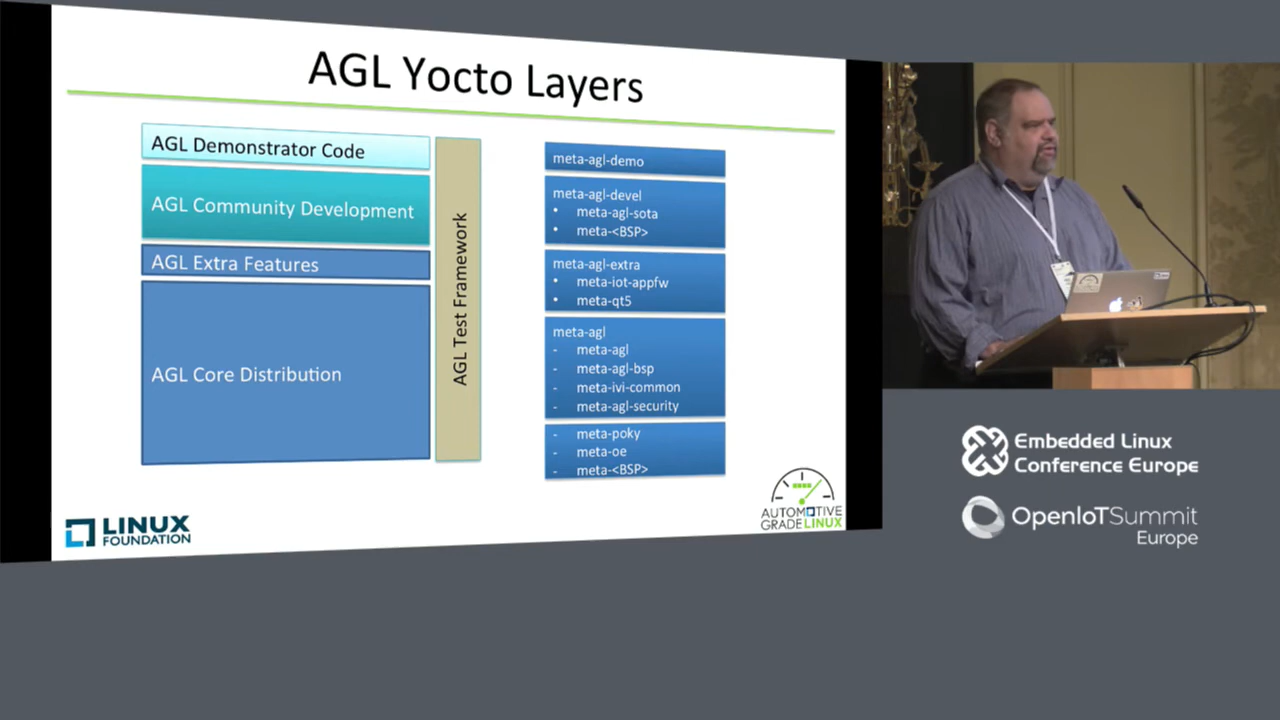 AGL Yocto Layers
AGL Demonstrator Code
AGL Community Development
AGL Extra Features
AGL Core Distribution
AGL Test Framework
meta-agl-demo
meta-agl-devel
• meta-agl-sota
• meta-<BSP>
meta-agl-extra
• meta-iot-appfw
• meta-qt5
meta-agl
- meta-agl
- meta-agl-bsp
- meta-ivi-common
- meta-agl-security
- meta-poky
- meta-oe
- meta-<BSP>
LINUX
FOUNDATION
AUTOMOTIVE
GRADE LINUX
Embedded Linux
Conference Europe
OpenIoTSummit
Europe